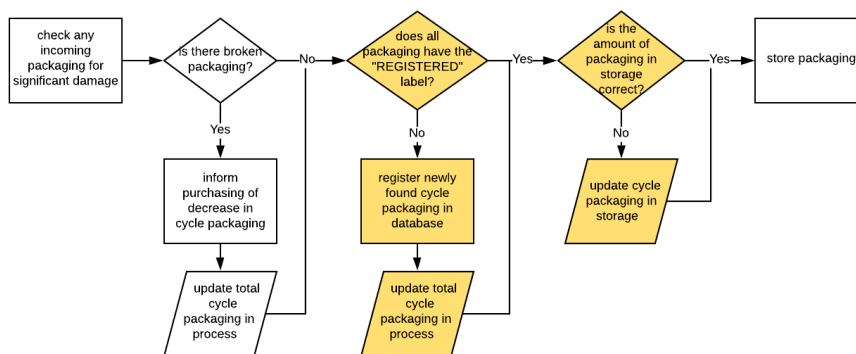 check any
incoming
packaging for
significant damage
is there broken
packaging?
No
does all
packaging have the
"REGISTERED"
label?
Yes
is the
amount of
packaging in
storage
correct?
Yes
store packaging
Yes
No
No
inform
purchasing of
decrease in
cycle packaging
register newly
found cycle
packaging in
database
update cycle
packaging in
storage
update total
cycle
packaging in
process
update total
cycle
packaging in
process